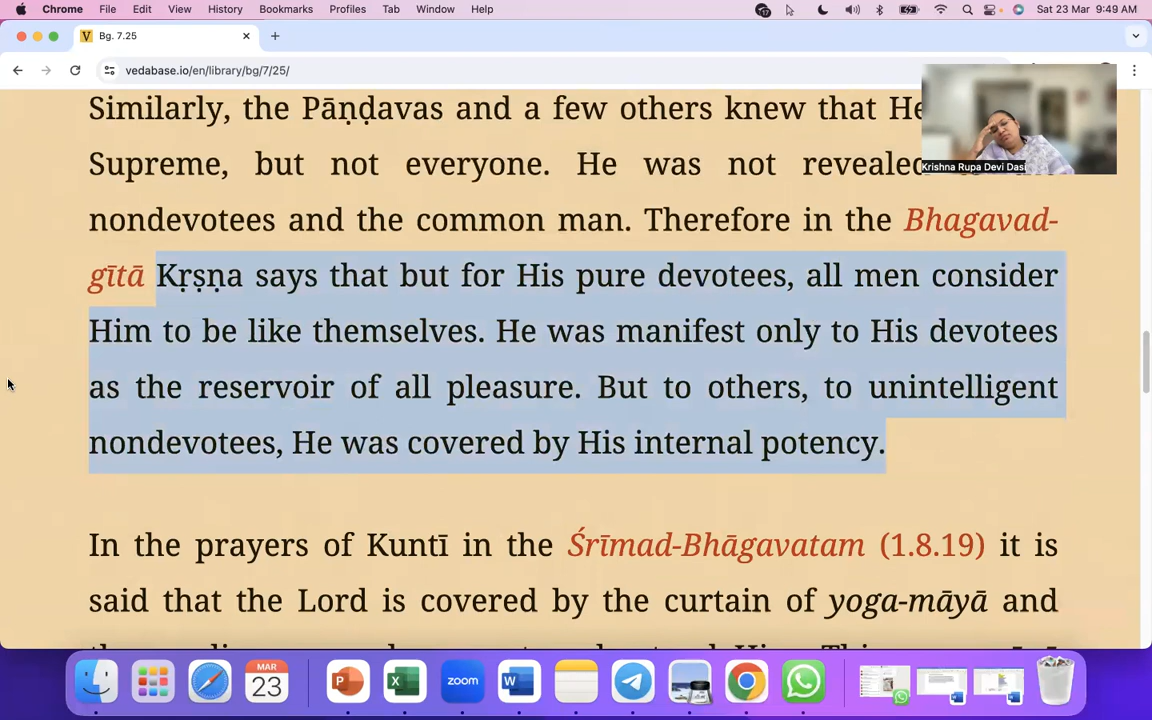 Chrome File Edit View History Bookmarks Profiles Tab Window Help
Sat 23 Mar 9:49 AM
Bg. 7.25
vedabase.io/en/library/bg/7/25/
Similarly, the Pāṇḍavas and a few others knew that He
Supreme, but not everyone. He was not revealed
nondevotees and the common man. Therefore in the Bhagavad-
gītā Kṛṣṇa says that but for His pure devotees, all men consider
Him to be like themselves. He was manifest only to His devotees
as the reservoir of all pleasure. But to others, to unintelligent
nondevotees, He was covered by His internal potency.
In the prayers of Kuntī in the Śrīmad-Bhāgavatam (1.8.19) it is
said that the Lord is covered by the curtain of yoga-māyā and
Krishna Rupa Devi Dasi
MAR
23
zoom